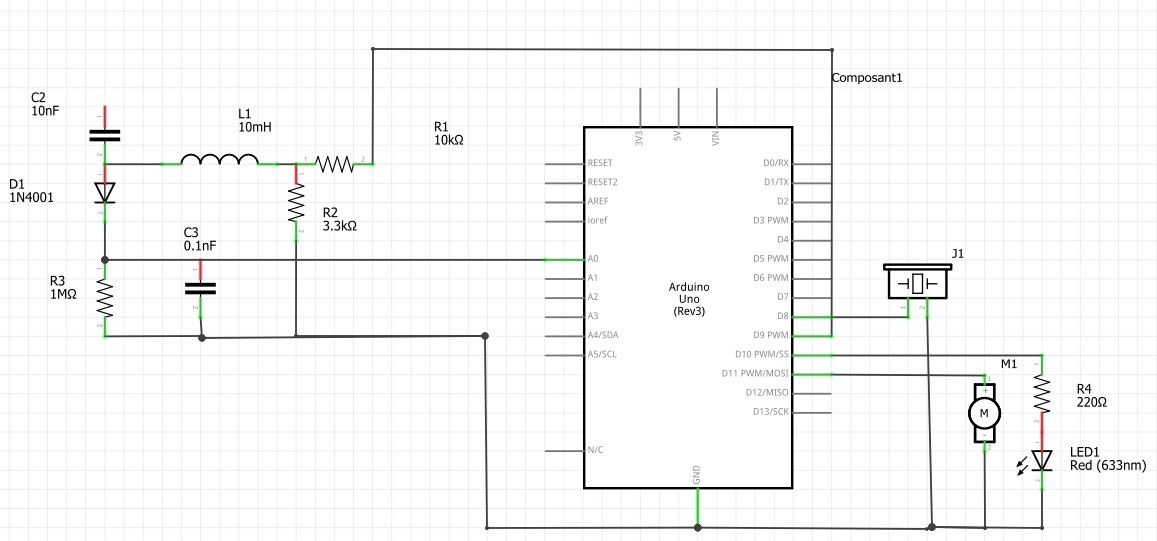 Composant1
C2
10nF
L1
10mH
R1
10kΩ
3V3
5V
VIN
D1
1N4001
R2
3.3kΩ
C3
0.1nF
R3
1MΩ
RESET
RESET2
AREF
ioref
A0
A1
A2
A3
A4/SDA
A5/SCL
N/C
Arduino
Uno
(Rev3)
D0/RX
D1/TX
D2
D3 PWM
D4
D5 PWM
D6 PWM
D7
D8
D9 PWM
D10 PWM/SS
D11 PWM/MOSI
D12/MISO
D13/SCK
GND
J1
M1
M
R4
220Ω
LED1
Red (633nm)